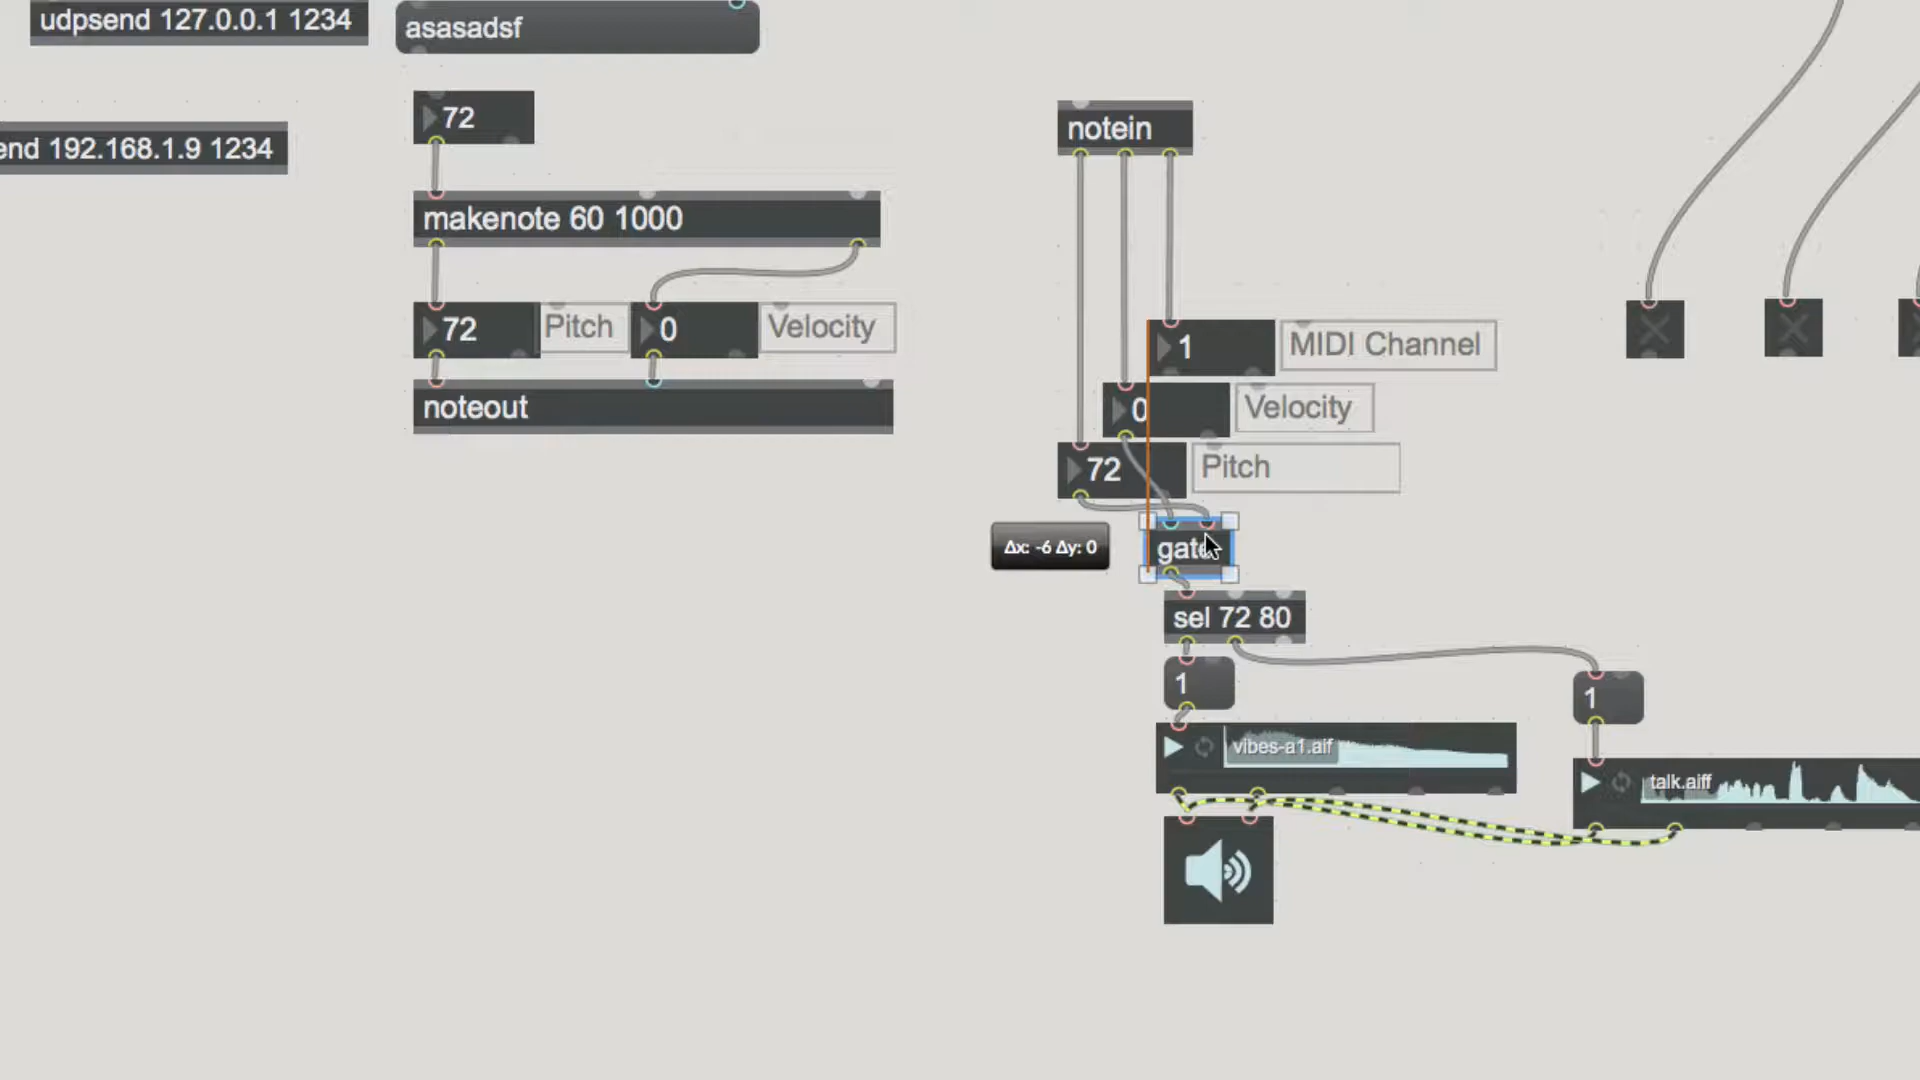 udpsend 127.0.0.1 1234
asasadsf
72
end 192.168.1.9 1234
makenote 60 1000
72
Pitch
0
Velocity
noteout
notein
1
MIDI Channel
0
Velocity
72
Pitch
Δx: -6 Δy: 0
gate
sel 72 80
1
1
vibes-a1.aif
talk.aiff